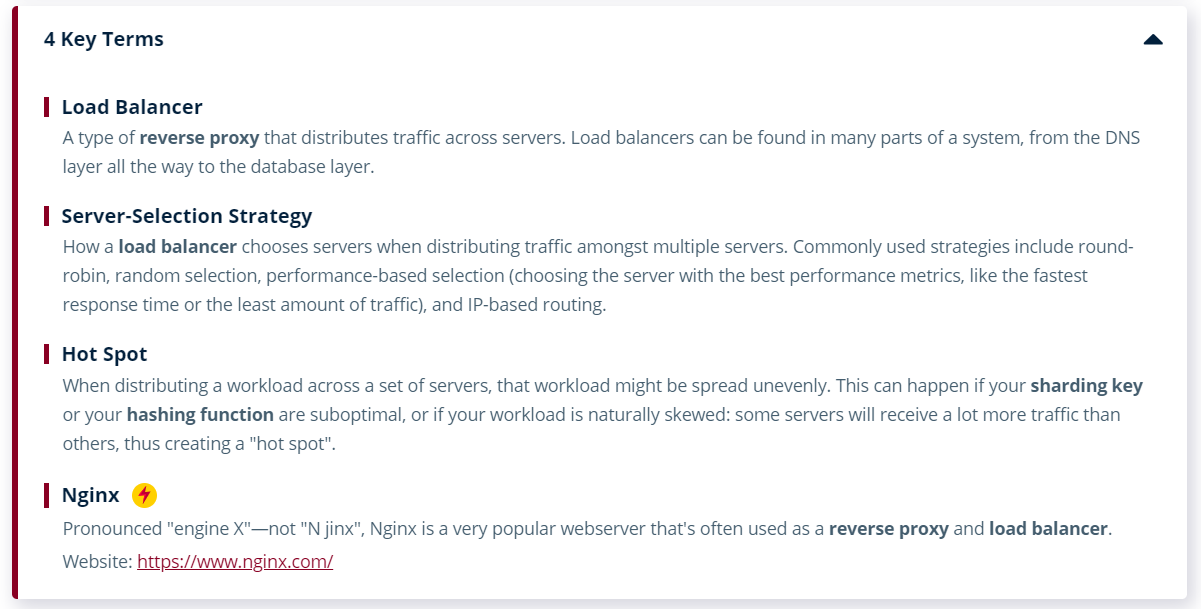 4 Key Terms
Load Balancer
A type of reverse proxy that distributes traffic across servers. Load balancers can be found in many parts of a system, from the DNS
layer all the way to the database layer.
Server-Selection Strategy
How a load balancer chooses servers when distributing traffic amongst multiple servers. Commonly used strategies include round-
robin, random selection, performance-based selection (choosing the server with the best performance metrics, like the fastest
response time or the least amount of traffic), and IP-based routing.
Hot Spot
When distributing a workload across a set of servers, that workload might be spread unevenly. This can happen if your sharding key
or your hashing function are suboptimal, or if your workload is naturally skewed: some servers will receive a lot more traffic than
others, thus creating a "hot spot".
Nginx
Pronounced "engine X"—not "N jinx", Nginx is a very popular webserver that's often used as a reverse proxy and load balancer.
Website: https://www.nginx.com/